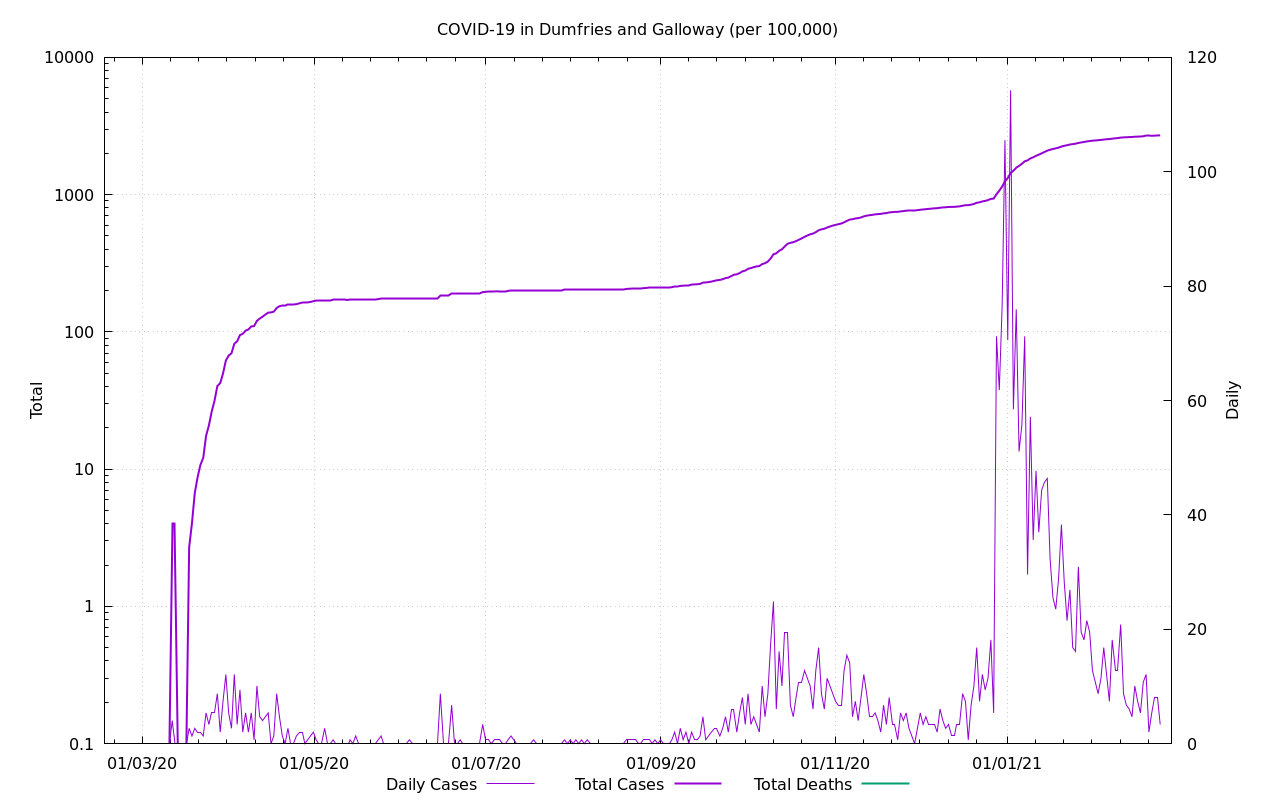 COVID-19 in Dumfries and Galloway (per 100,000)
10000
1000
100
10
1
0.1
Total
120
100
80
60
40
20
0
Daily
01/03/20 01/05/20 01/07/20 01/09/20 01/11/20 01/01/21
Daily Cases Total Cases Total Deaths